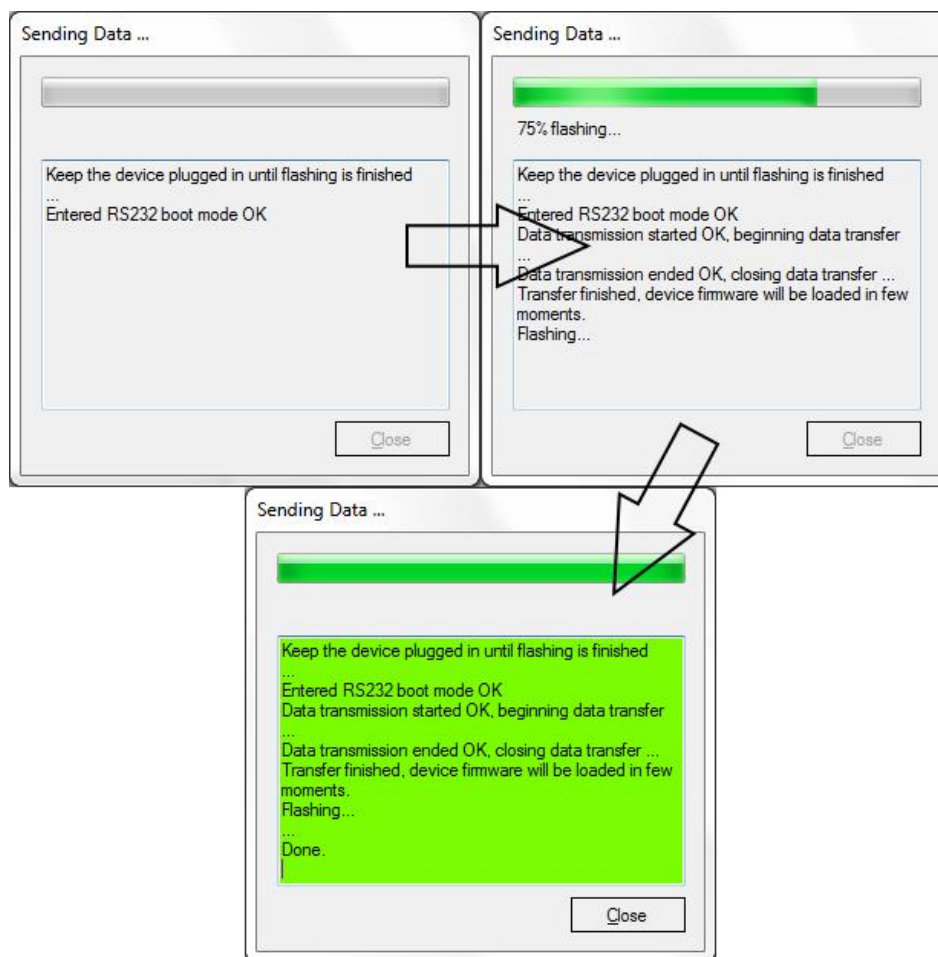 Sending Data ...
Keep the device plugged in until flashing is finished
...
Entered RS232 boot mode OK
Close
Sending Data ...
75% flashing...
Keep the device plugged in until flashing is finished
...
Entered RS232 boot mode OK
Data transmission started OK, beginning data transfer
...
Data transmission ended OK, closing data transfer ...
Transfer finished, device firmware will be loaded in few
moments.
Flashing...
Close
Sending Data ...
Keep the device plugged in until flashing is finished
...
Entered RS232 boot mode OK
Data transmission started OK, beginning data transfer
...
Data transmission ended OK, closing data transfer ...
Transfer finished, device firmware will be loaded in few
moments.
Flashing...
...
Done.
Close